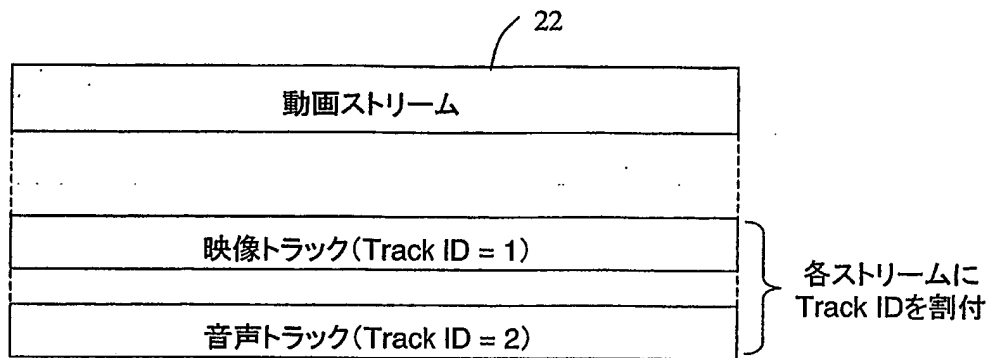 22
動画ストリーム
映像トラック(Track ID = 1)
各ストリームに
Track IDを割付
音声トラック(Track ID = 2)